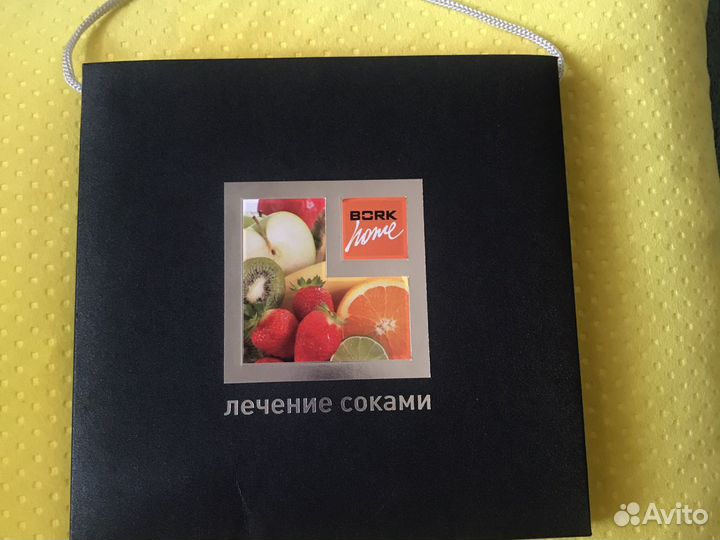 BORK
home
лечение соками
Avito